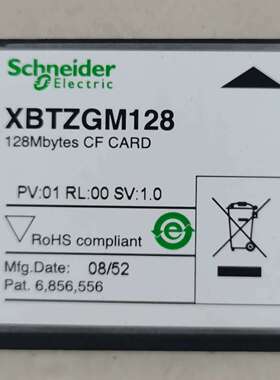 Schneider
Electric
XBTZGM128
128Mbytes CF CARD
PV:01 RL:00 SV:1.0
RoHS compliant
Mfg.Date: 08/52
Pat. 6,856,556